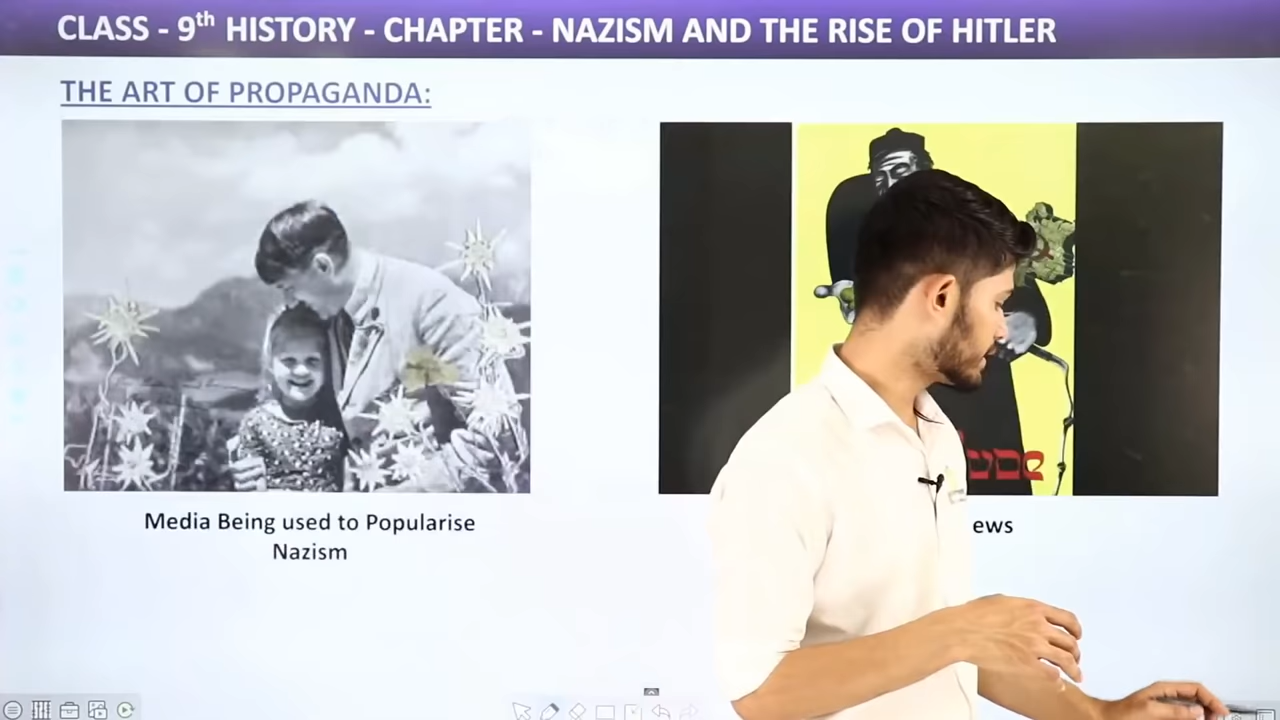 CLASS - 9th HISTORY - CHAPTER - NAZISM AND THE RISE OF HITLER
THE ART OF PROPAGANDA:
Media Being used to Popularise
Nazism
ews